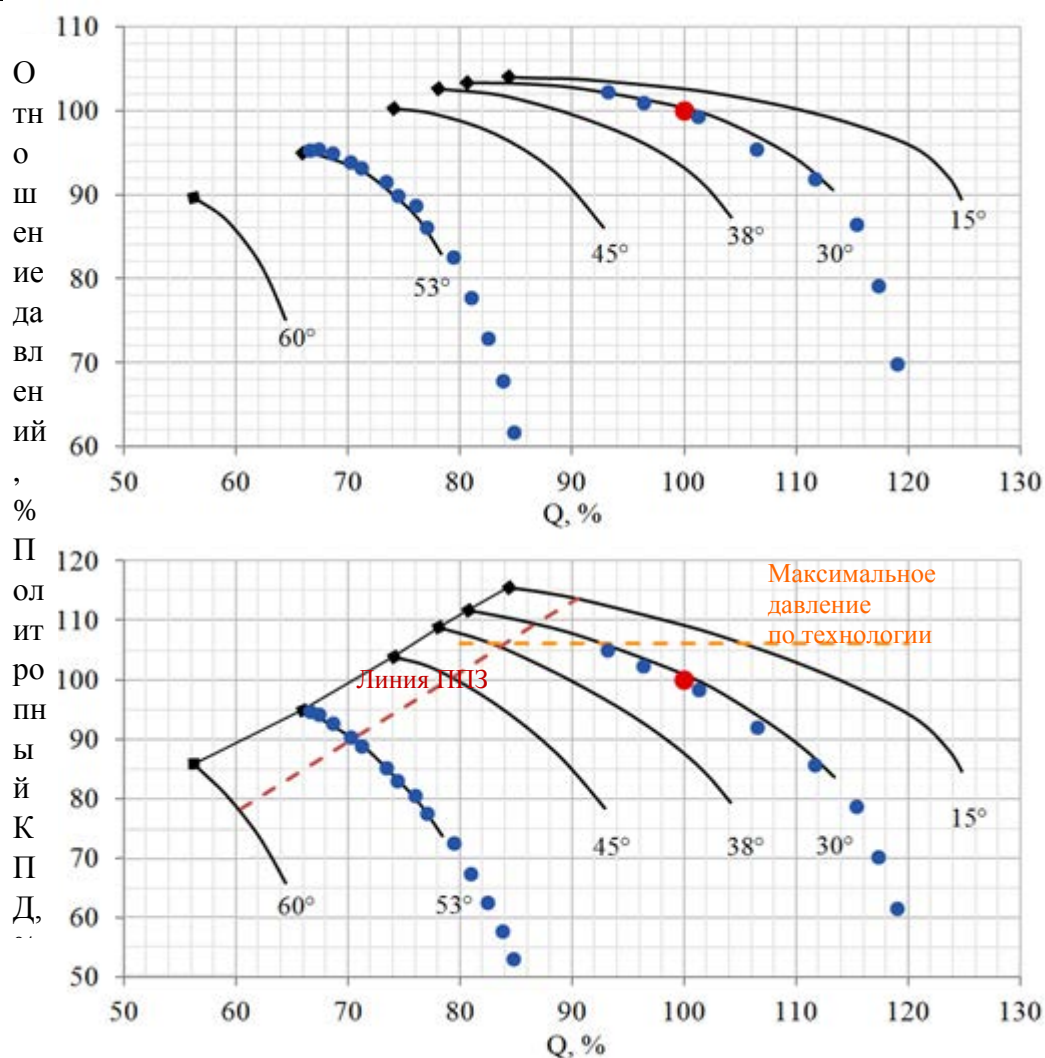 110
100
90
80
70
60
50 60 70 80 90 100 110 120 130
Q, %
60°
53°
45°
38°
30°
15°
О
тн
о
ш
ен
ие
да
вл
ен
ий
,
%
П
ол
ит
ро
пн
ы
й
К
П
Д,
120
110
100
90
80
70
60
50
50 60 70 80 90 100 110 120 130
Q, %
Максимальное
давление
по технологии
Линия ППЗ
60°
53°
45°
38°
30°
15°